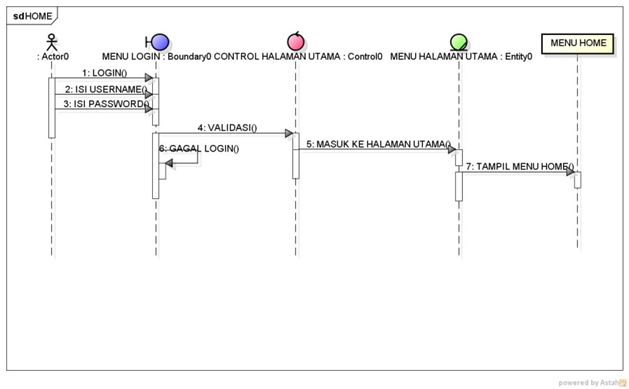 sd HOME
: Actor0
MENU LOGIN : Boundary0
CONTROL HALAMAN UTAMA : Control0
MENU HALAMAN UTAMA : Entity0
MENU HOME
1: LOGIN()
2: ISI USERNAME()
3: ISI PASSWORD()
4: VALIDASI()
5: MASUK KE HALAMAN UTAMA()
6: GAGAL LOGIN()
7: TAMPIL MENU HOME()
powered by Astah